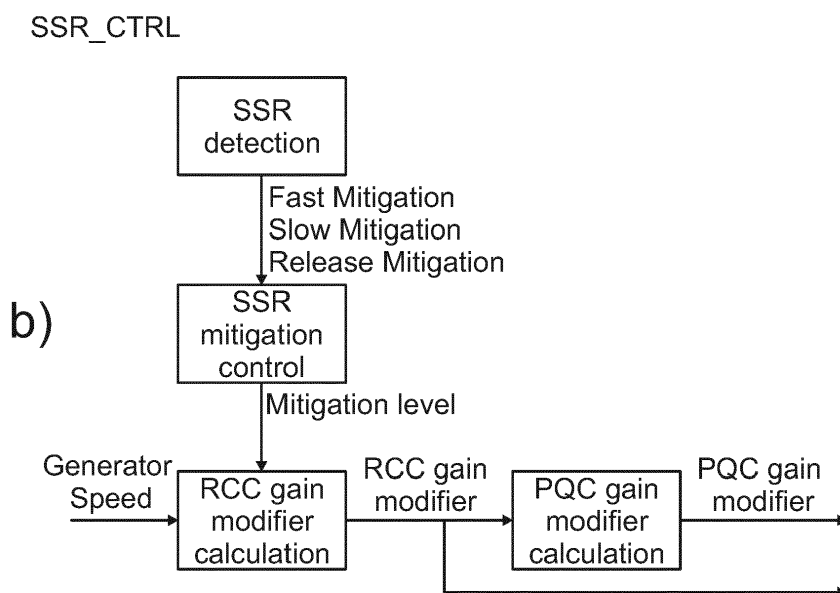 SSR_CTRL
SSR
detection
Fast Mitigation
Slow Mitigation
Release Mitigation
b)
SSR
mitigation
control
Mitigation level
Generator
Speed
RCC gain
modifier
calculation
RCC gain
modifier
PQC gain
modifier
calculation
PQC gain
modifier